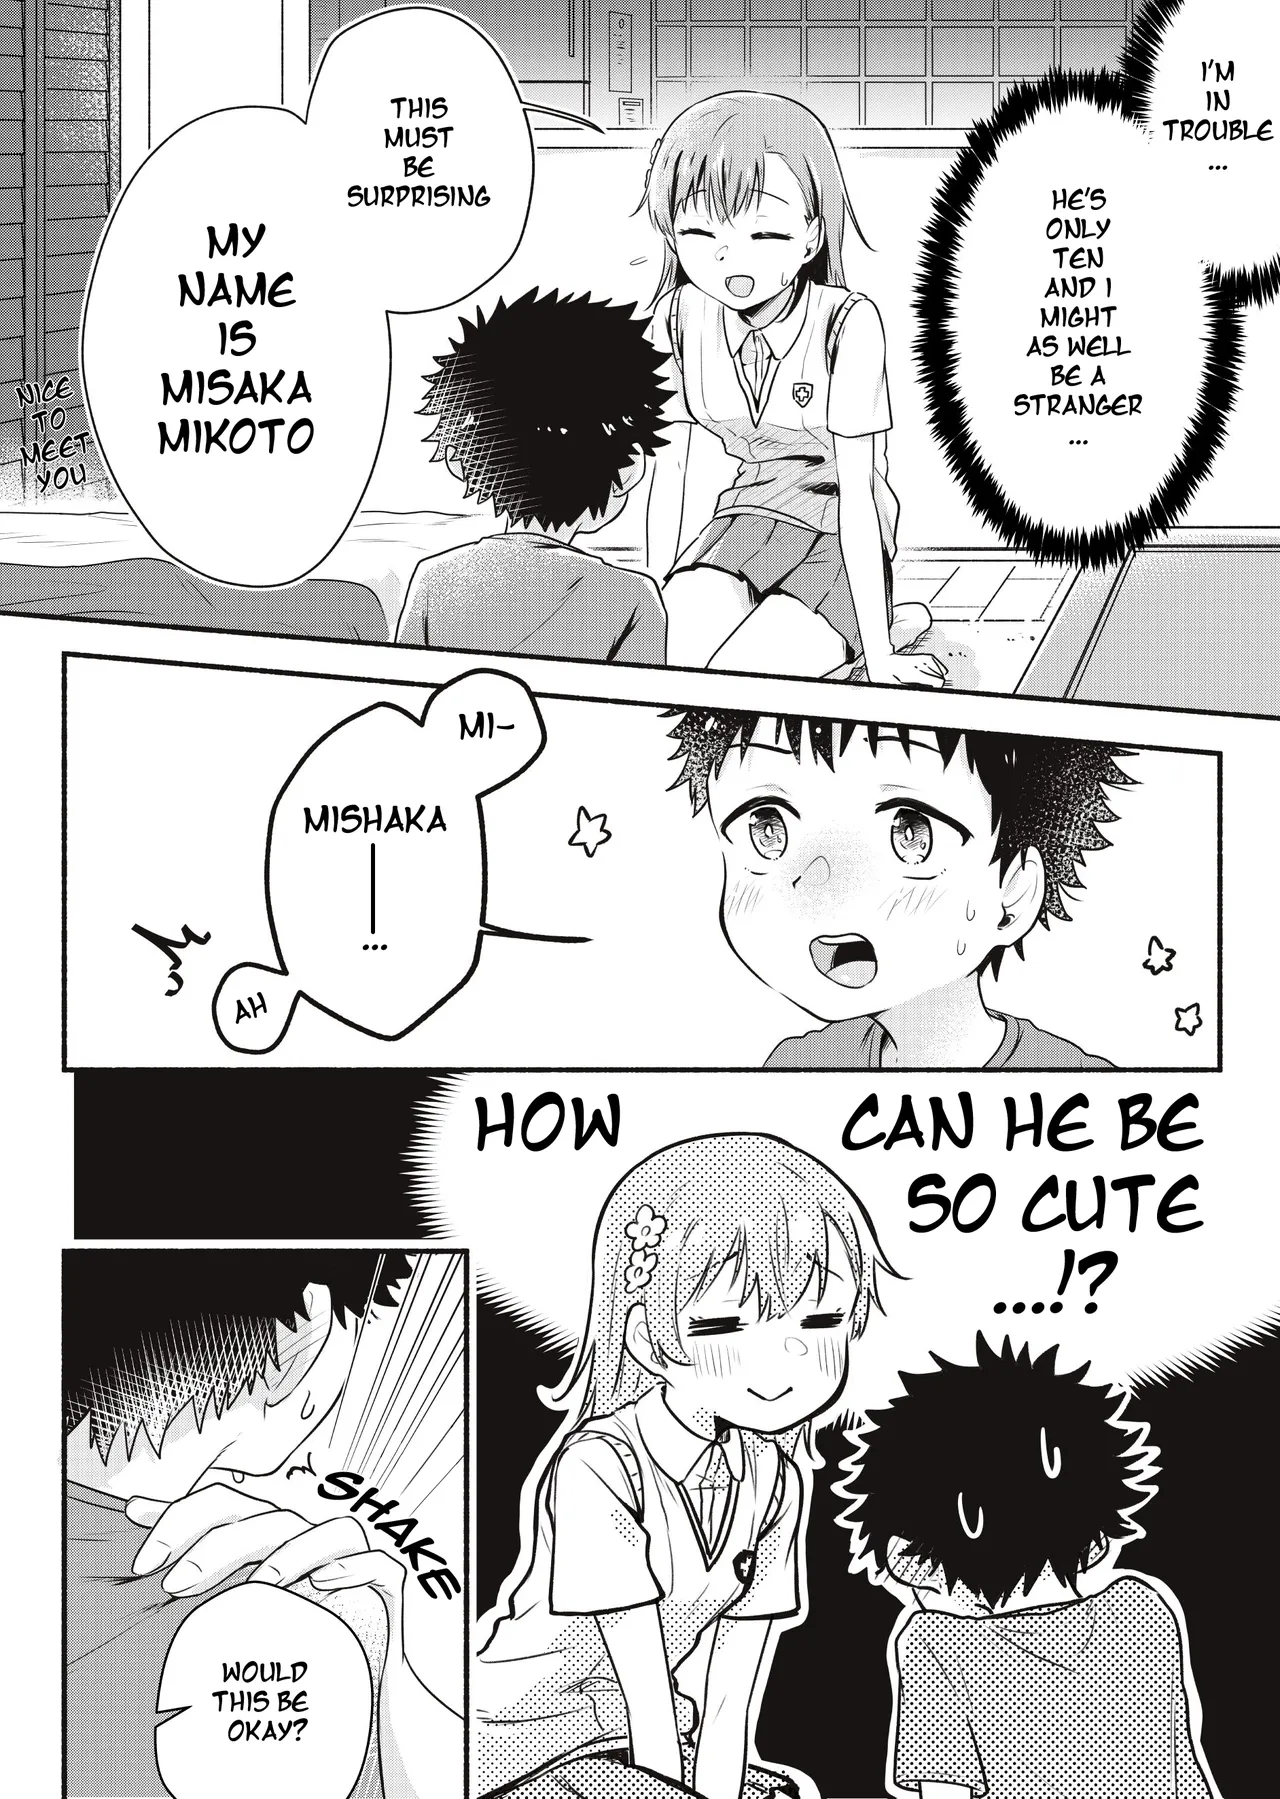 I'M
IN
TROUBLE
...
HE'S
ONLY
TEN
AND I
MIGHT
AS WELL
BE A
STRANGER
...
THIS
MUST
BE
SURPRISING
MY
NAME
IS
MISAKA
MIKOTO
NICE
TO
MEET
YOU
MI-
MISHAKA
—
...
AH
HOW CAN HE BE
SO CUTE
....!?
SHAKE
WOULD
THIS BE
OKAY?